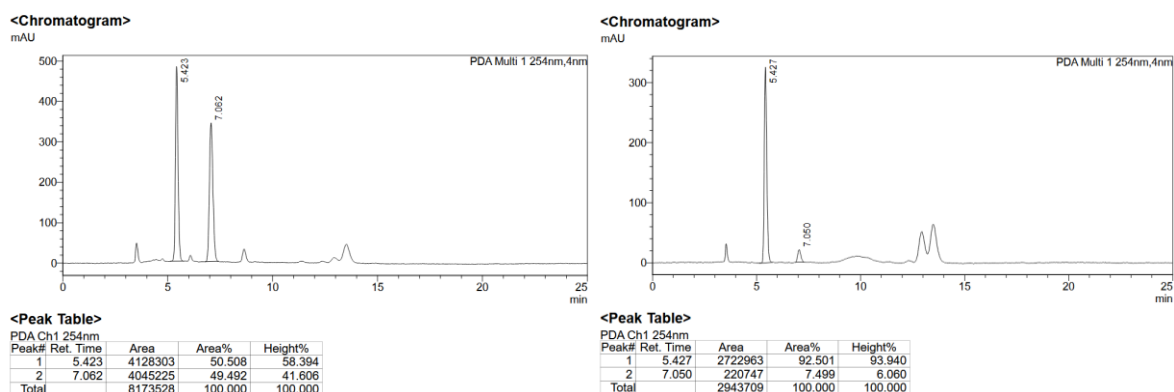 <Chromatogram>
mAU
PDA Multi 1 254nm,4nm
500
400
300
200
100
0
5.423
7.062
0 5 10 15 20 25
min
<Peak Table>
PDA Ch1 254nm
Peak# Ret. Time Area Area% Height%
1 5.423 4128303 50.508 58.394
2 7.062 4045225 49.492 41.606
Total 8173528 100.000 100.000
<Chromatogram>
mAU
PDA Multi 1 254nm,4nm
300
200
100
0
5.427
7.050
0 5 10 15 20 25
min
<Peak Table>
PDA Ch1 254nm
Peak# Ret. Time Area Area% Height%
1 5.427 2722963 92.501 93.940
2 7.050 220747 7.499 6.060
Total 2943709 100.000 100.000